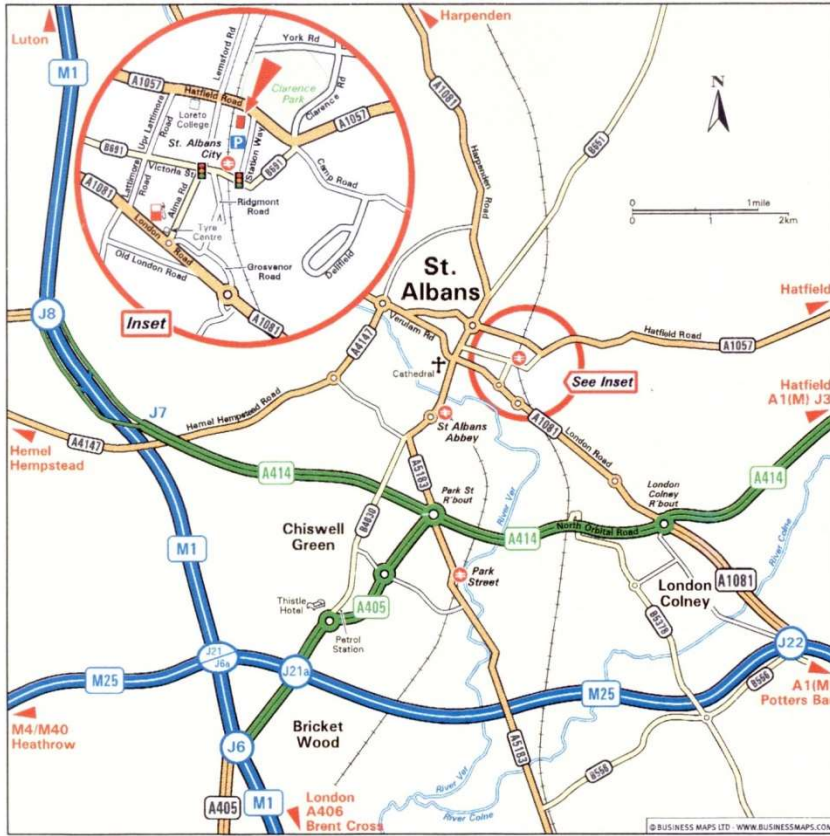 Luton
M1
Harpenden
A1081
Harpenden Road
B651
N
0 1mile
0 1 2km
Lemsford Rd
York Rd
A1057
Hatfield Road
Clarence Park
Clarence Rd
Upr Lattimore Road
Loreto College
P
Station Way
A1057
St. Albans City
B691
Victoria St
B691
Camp Road
Lattimore Road
Alma Rd
Ridgmont Road
A1081
London Road
Tyre Centre
Old London Road
Grosvenor Road
Dellfield
A1081
Inset
St. Albans
Hatfield
Verulam Rd
Hatfield Road
A1057
A4147
Cathedral
See Inset
J8
Hatfield
A1(M) J3
J7
Hemel Hempstead Road
A4147
Hemel
Hempstead
St Albans
Abbey
A1081
London Road
A414
A5183
Park St
R'bout
River Ver
London
Colney
R'bout
A414
River Colne
M1
Chiswell
Green
B4630
A414
North Orbital Road
Thistle
Hotel
A405
Park
Street
London
Colney
A1081
B5378
Petrol
Station
J21
J6a
J21a
J22
M25
M25
B556
A1(M)
Potters Ba
M4/M40
Heathrow
Bricket
Wood
J6
A5183
B556
A405
M1
London
A406
Brent Cross
River Ver
River Colne
© BUSINESS MAPS LTD · WWW.BUSINESSMAPS.COM